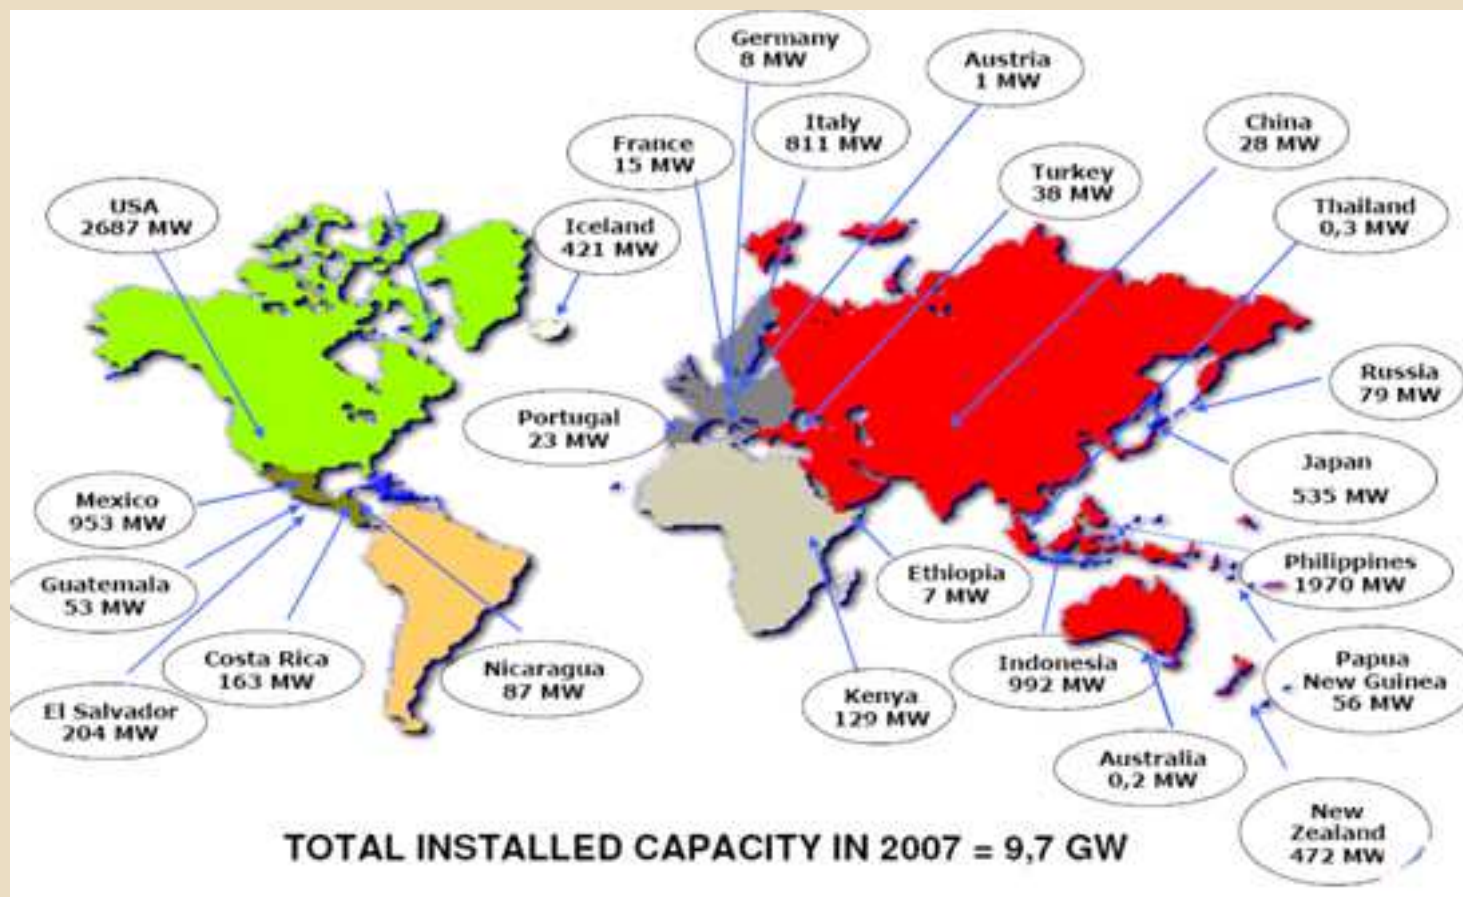 Germany
8 MW
Austria
1 MW
Italy
811 MW
China
28 MW
France
15 MW
Turkey
38 MW
USA
2687 MW
Iceland
421 MW
Thailand
0,3 MW
Russia
79 MW
Portugal
23 MW
Japan
535 MW
Mexico
953 MW
Philippines
1970 MW
Ethiopia
7 MW
Guatemala
53 MW
Costa Rica
163 MW
Nicaragua
87 MW
Indonesia
992 MW
Papua
New Guinea
56 MW
Kenya
129 MW
El Salvador
204 MW
Australia
0,2 MW
New
Zealand
472 MW
TOTAL INSTALLED CAPACITY IN 2007 = 9,7 GW